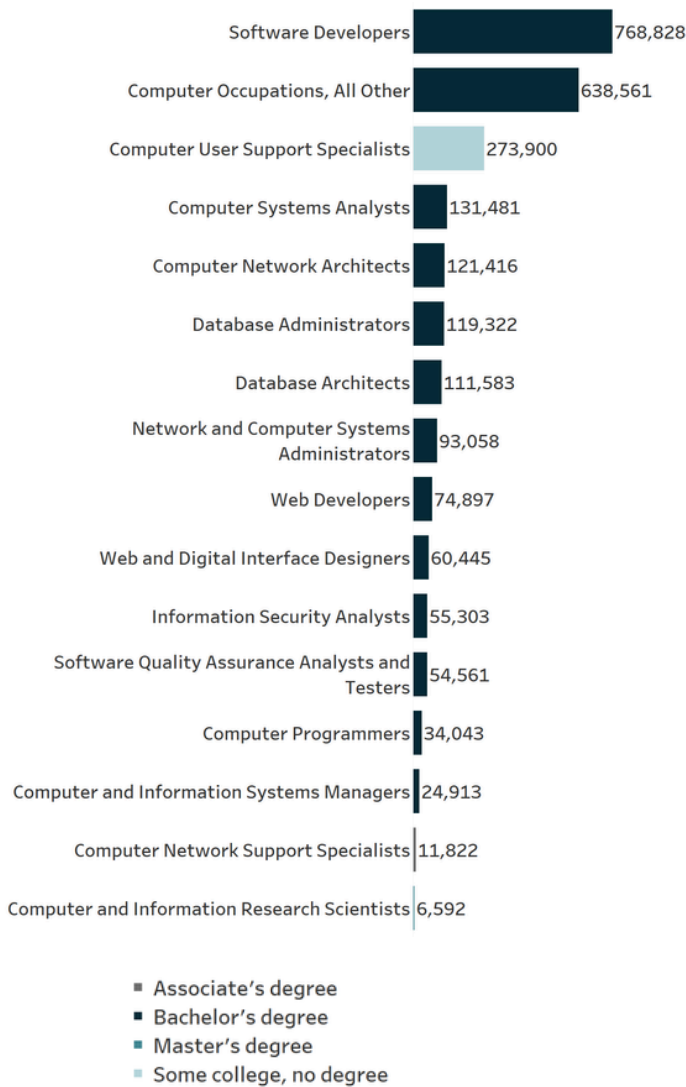 Software Developers 768,828
Computer Occupations, All Other 638,561
Computer User Support Specialists 273,900
Computer Systems Analysts 131,481
Computer Network Architects 121,416
Database Administrators 119,322
Database Architects 111,583
Network and Computer Systems
Administrators 93,058
Web Developers 74,897
Web and Digital Interface Designers 60,445
Information Security Analysts 55,303
Software Quality Assurance Analysts and
Testers 54,561
Computer Programmers 34,043
Computer and Information Systems Managers 24,913
Computer Network Support Specialists 11,822
Computer and Information Research Scientists 6,592
Associate's degree
Bachelor's degree
Master's degree
Some college, no degree